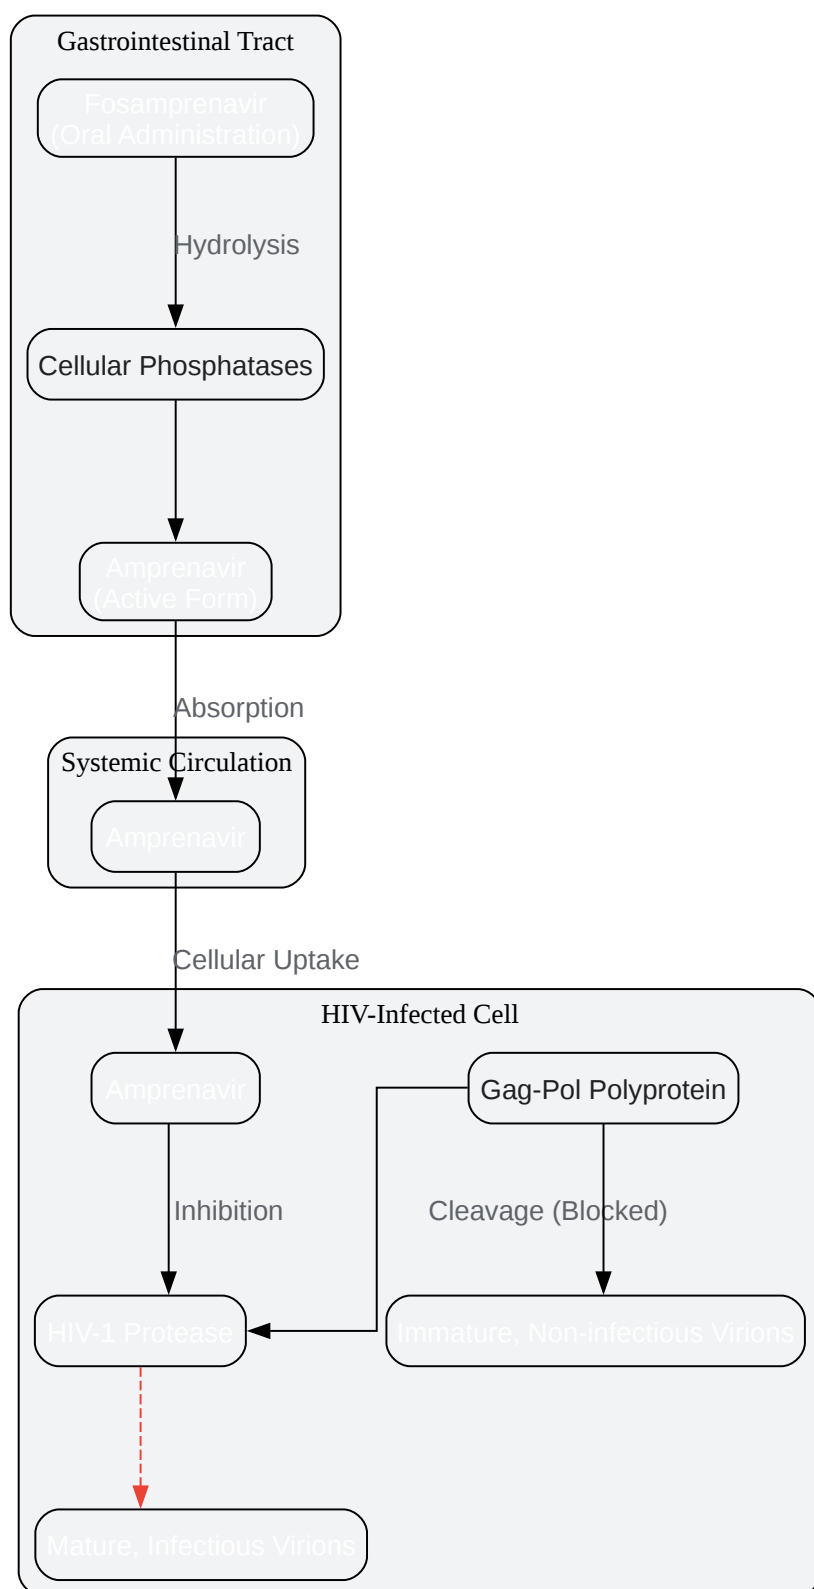 Gastrointestinal Tract
Fosamprenavir
(Oral Administration)
Hydrolysis
Cellular Phosphatases
Amprenavir
(Active Form)
Absorption
Systemic Circulation
Amprenavir
Cellular Uptake
HIV-Infected Cell
Amprenavir
Gag-Pol Polyprotein
Inhibition
Cleavage (Blocked)
HIV-1 Protease
Immature, Non-infectious Virions
Mature, Infectious Virions